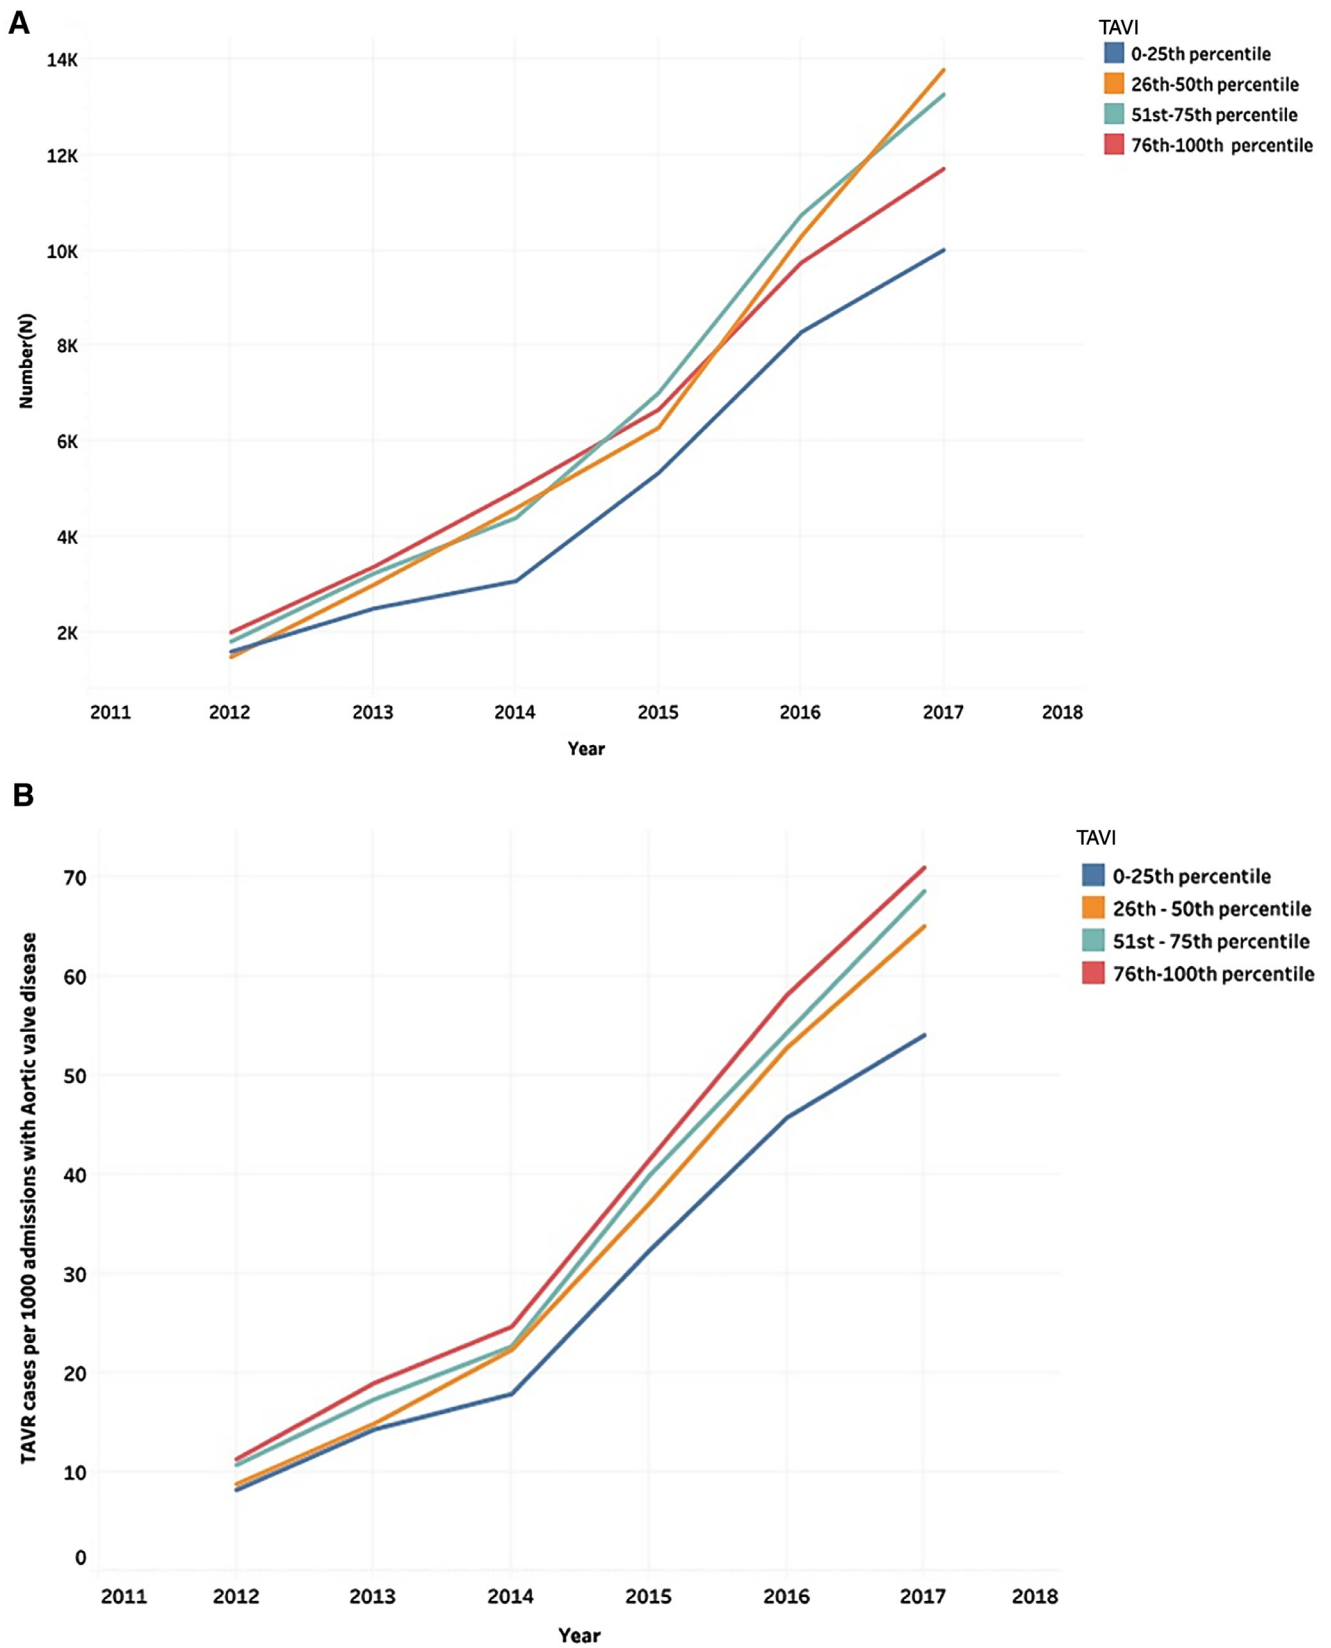 A
TAVI
0-25th percentile
26th-50th percentile
51st-75th percentile
76th-100th percentile
14K
12K
10K
8K
6K
4K
2K
Number(N)
2011 2012 2013 2014 2015 2016 2017 2018
Year
B
TAVI
0-25th percentile
26th - 50th percentile
51st - 75th percentile
76th-100th percentile
70
60
50
40
30
20
10
0
TAVR cases per 1000 admissions with Aortic valve disease
2011 2012 2013 2014 2015 2016 2017 2018
Year